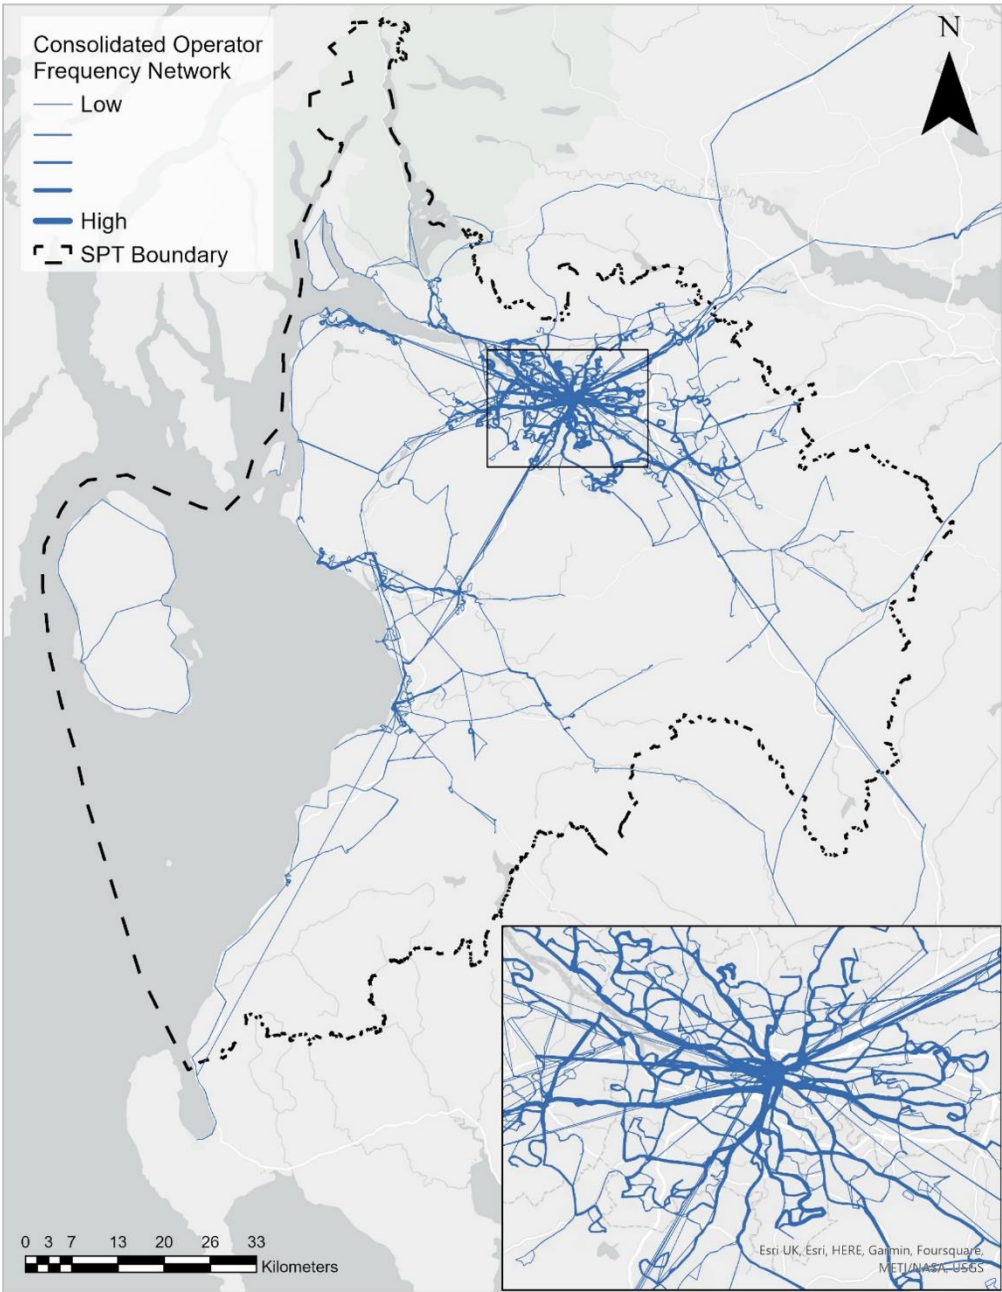 Consolidated Operator
Frequency Network
Low
High
SPT Boundary
N
0 3 7 13 20 26 33
Kilometers
Esri UK, Esri, HERE, Garmin, Foursquare,
METI/NASA, USGS